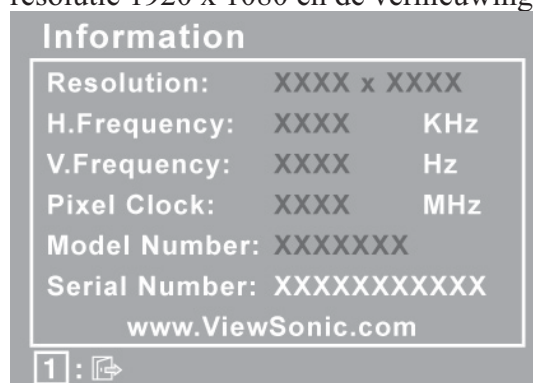 resolutie 1920 x 1080 en de vernieuwing
Information
Resolution: XXXX x XXXX
H.Frequency: XXXX KHz
V.Frequency: XXXX Hz
Pixel Clock: XXXX MHz
Model Number: XXXXXXX
Serial Number: XXXXXXXXXXX
www.ViewSonic.com
1 :